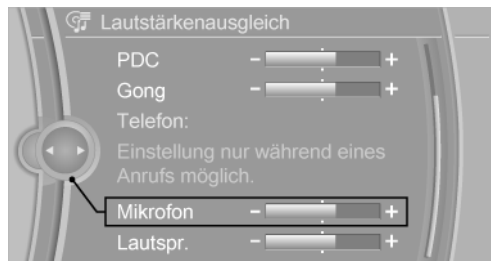 Lautstärkenausgleich
PDC - +
Gong - +
Telefon:
Einstellung nur während eines
Anrufs möglich.
Mikrofon - +
Lautspr. - +